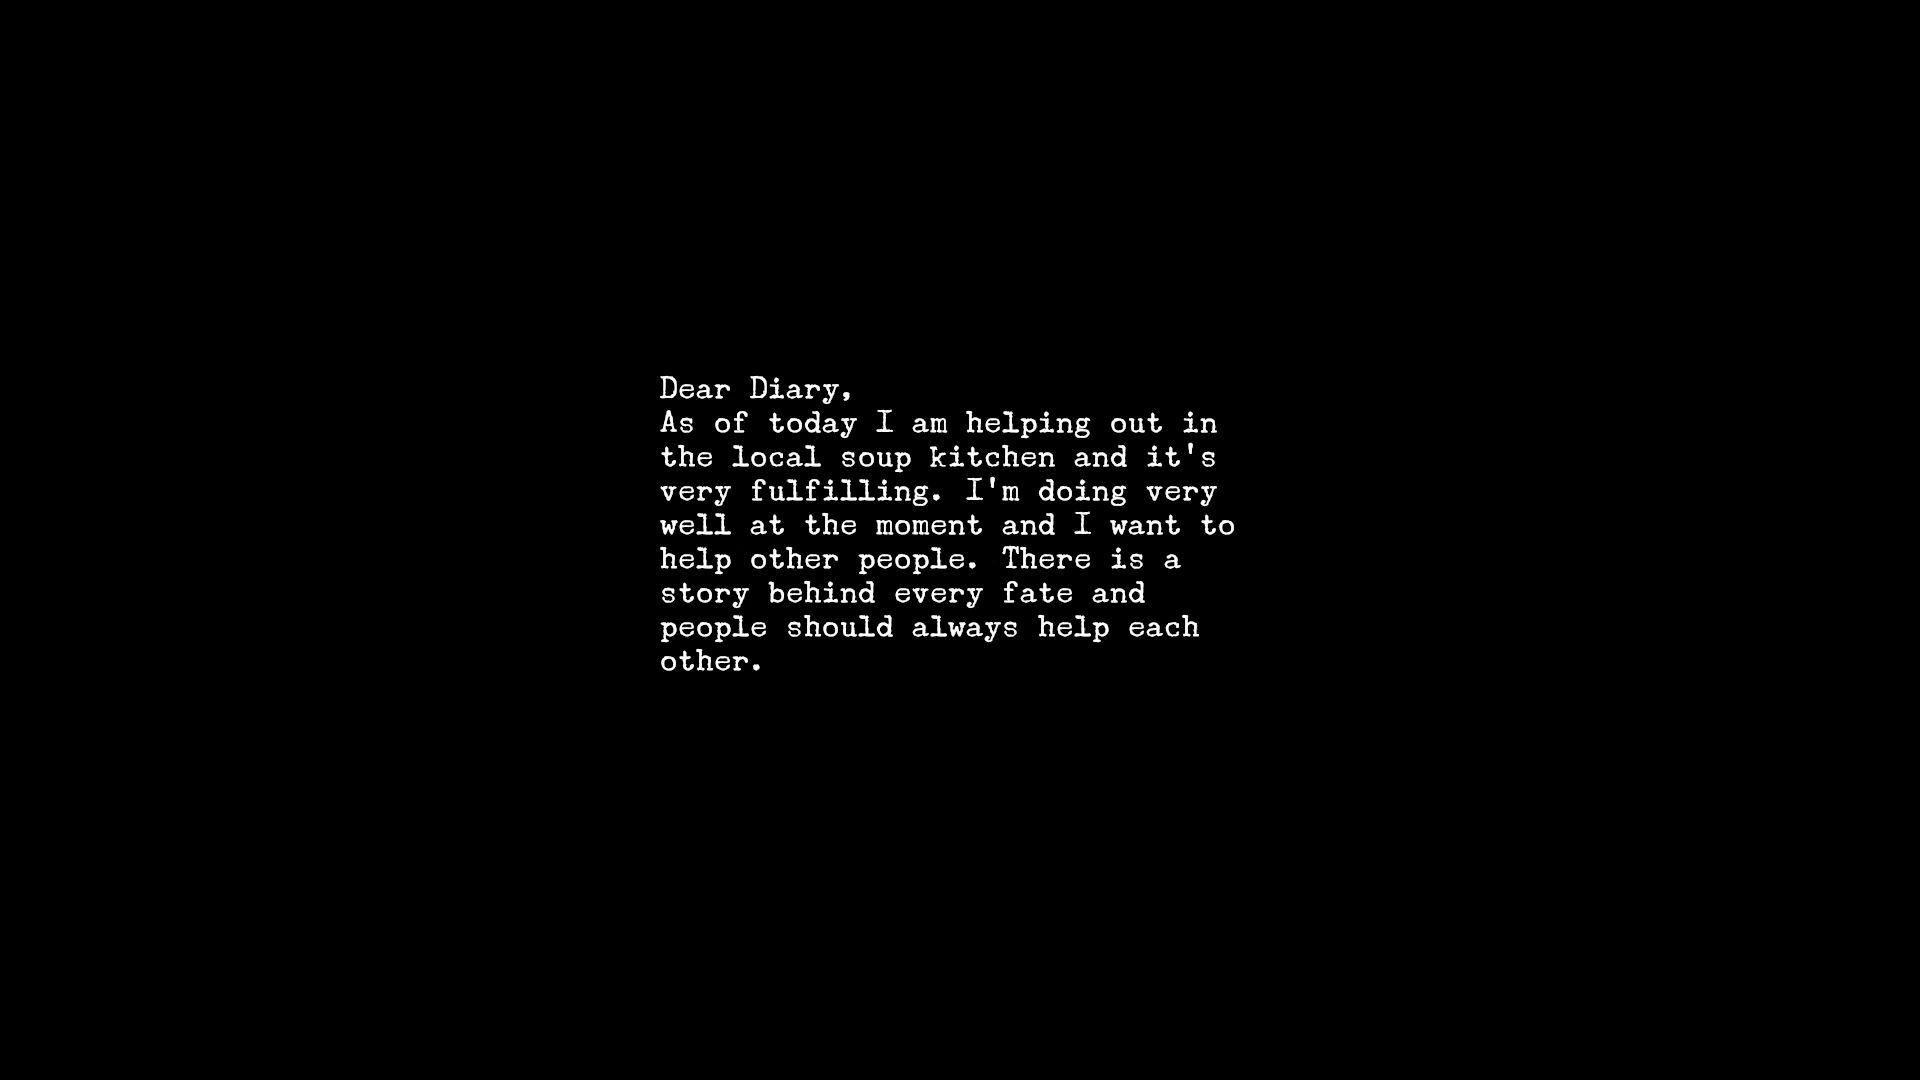 Dear Diary,
As of today I am helping out in
the local soup kitchen and it's
very fulfilling. I'm doing very
well at the moment and I want to
help other people. There is a
story behind every fate and
people should always help each
other.